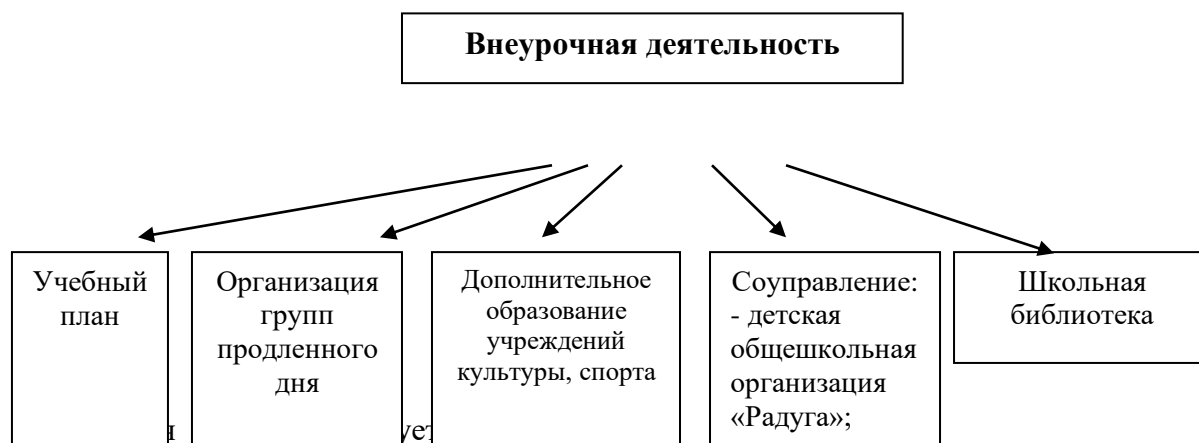 Внеурочная деятельность
Учебный
план
Организация
групп
продленного
дня
Дополнительное
образование
учреждений
культуры, спорта
Соуправление:
- детская
общешкольная
организация
«Радуга»;
Школьная
библиотека